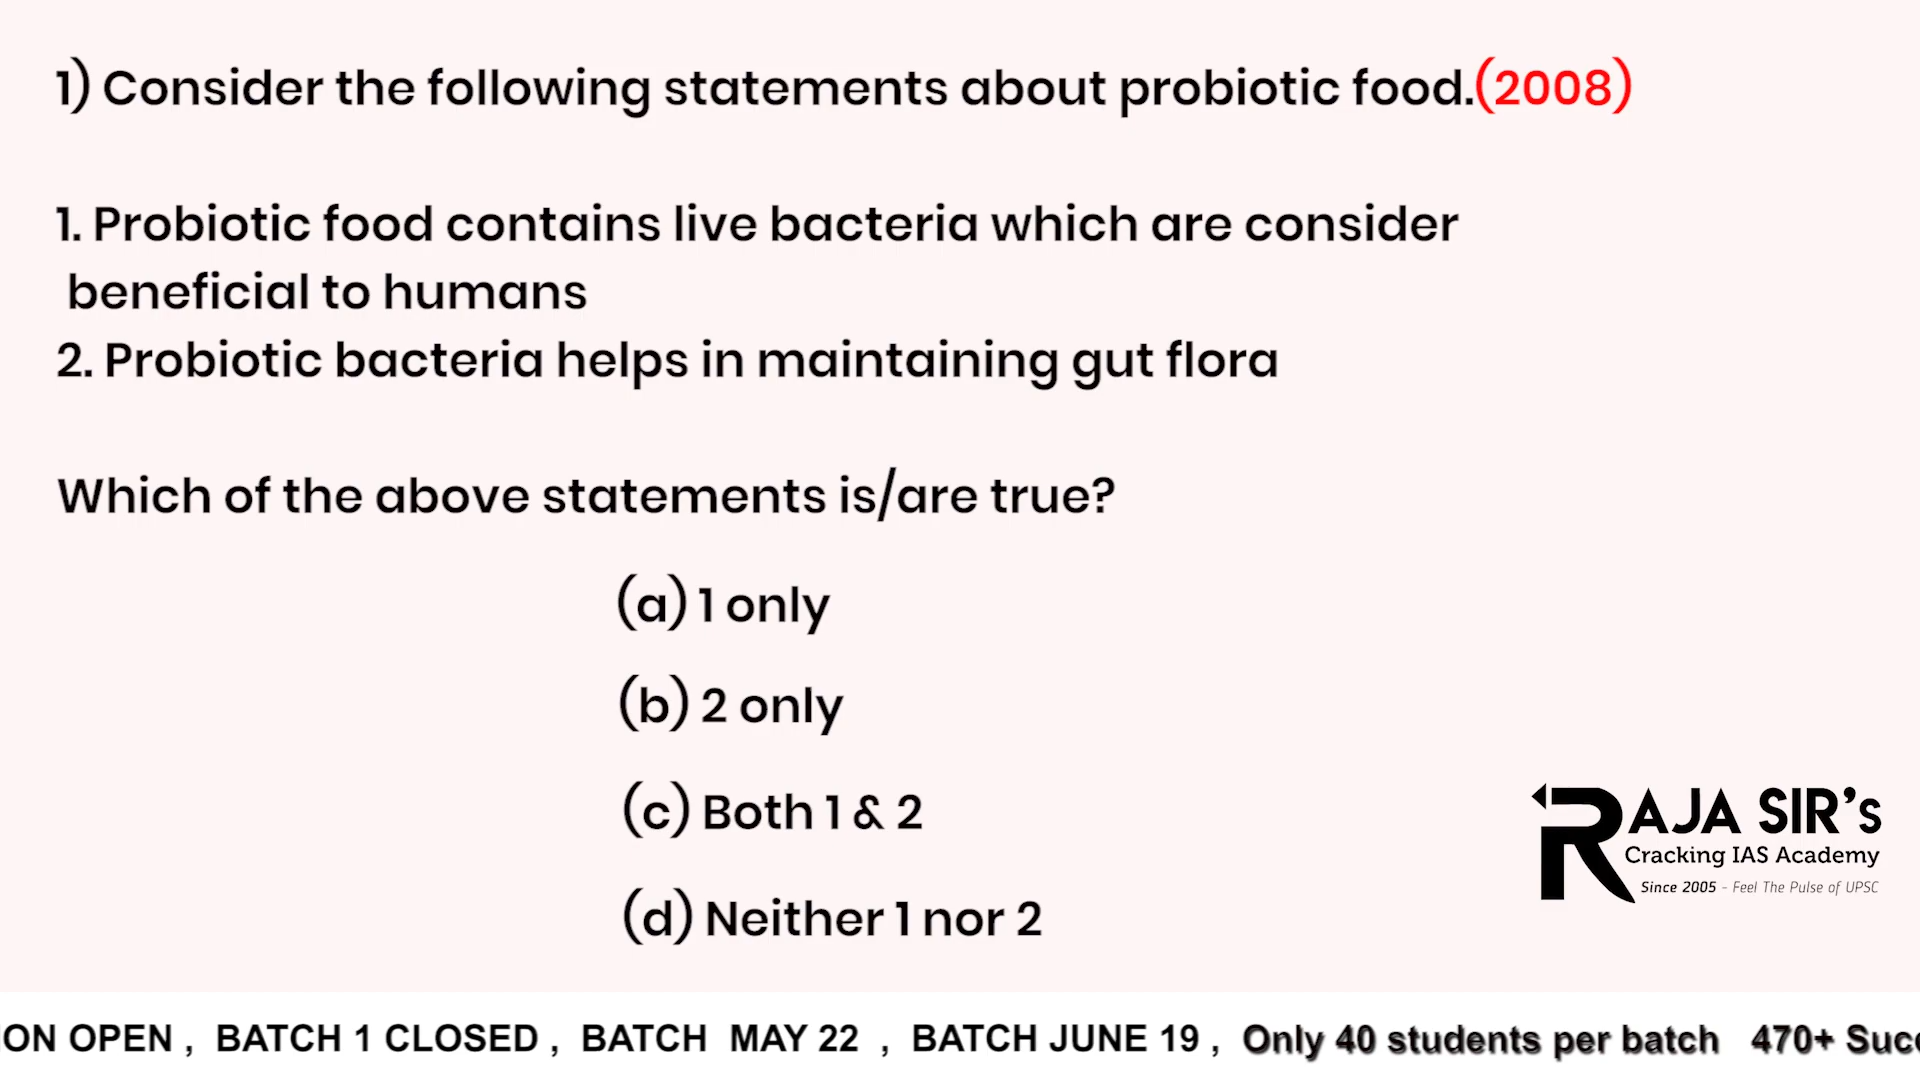 1) Consider the following statements about probiotic food.(2008)
1. Probiotic food contains live bacteria which are consider
beneficial to humans
2. Probiotic bacteria helps in maintaining gut flora
Which of the above statements is/are true?
(a) 1 only
(b) 2 only
(c) Both 1 & 2
(d) Neither 1 nor 2
RAJA SIR's
Cracking IAS Academy
Since 2005 - Feel The Pulse of UPSC
ON OPEN , BATCH 1 CLOSED , BATCH MAY 22 , BATCH JUNE 19 , Only 40 students per batch 470+